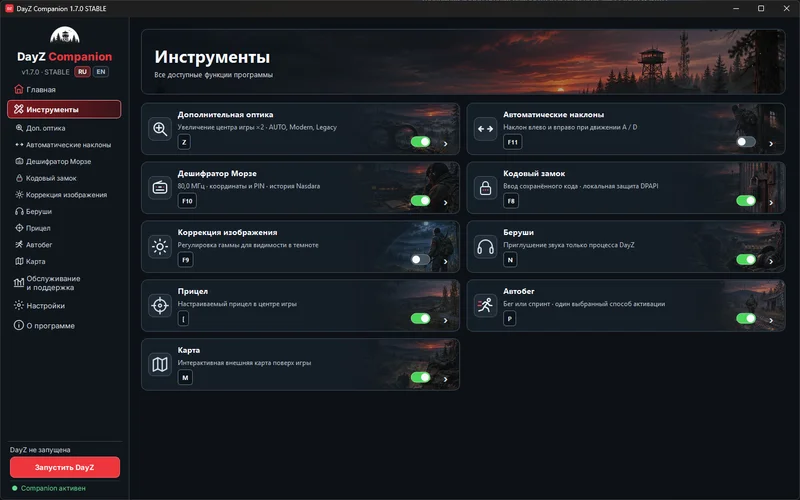 DayZ Companion 1.7.0 STABLE
DayZ Companion
v1.7.0 · STABLE RU EN
Главная
Инструменты
Доп. оптика
Автоматические наклоны
Дешифратор Морзе
Кодовый замок
Коррекция изображения
Беруши
Прицел
Автобег
Карта
Обслуживание
и поддержка
Настройки
О программе
DayZ не запущена
Запустить DayZ
Companion активен
Инструменты
Все доступные функции программы
Дополнительная оптика
Увеличение центра игры ×2 · AUTO, Modern, Legacy
Z
Автоматические наклоны
Наклон влево и вправо при движении A / D
F11
Дешифратор Морзе
80,0 МГц · координаты и PIN · история Nasdara
F10
Кодовый замок
Ввод сохранённого кода · локальная защита DPAPI
F8
Коррекция изображения
Регулировка гаммы для видимости в темноте
F9
Беруши
Приглушение звука только процесса DayZ
N
Прицел
Настраиваемый прицел в центре игры
[
Автобег
Бег или спринт · один выбранный способ активации
P
Карта
Интерактивная внешняя карта поверх игры
M